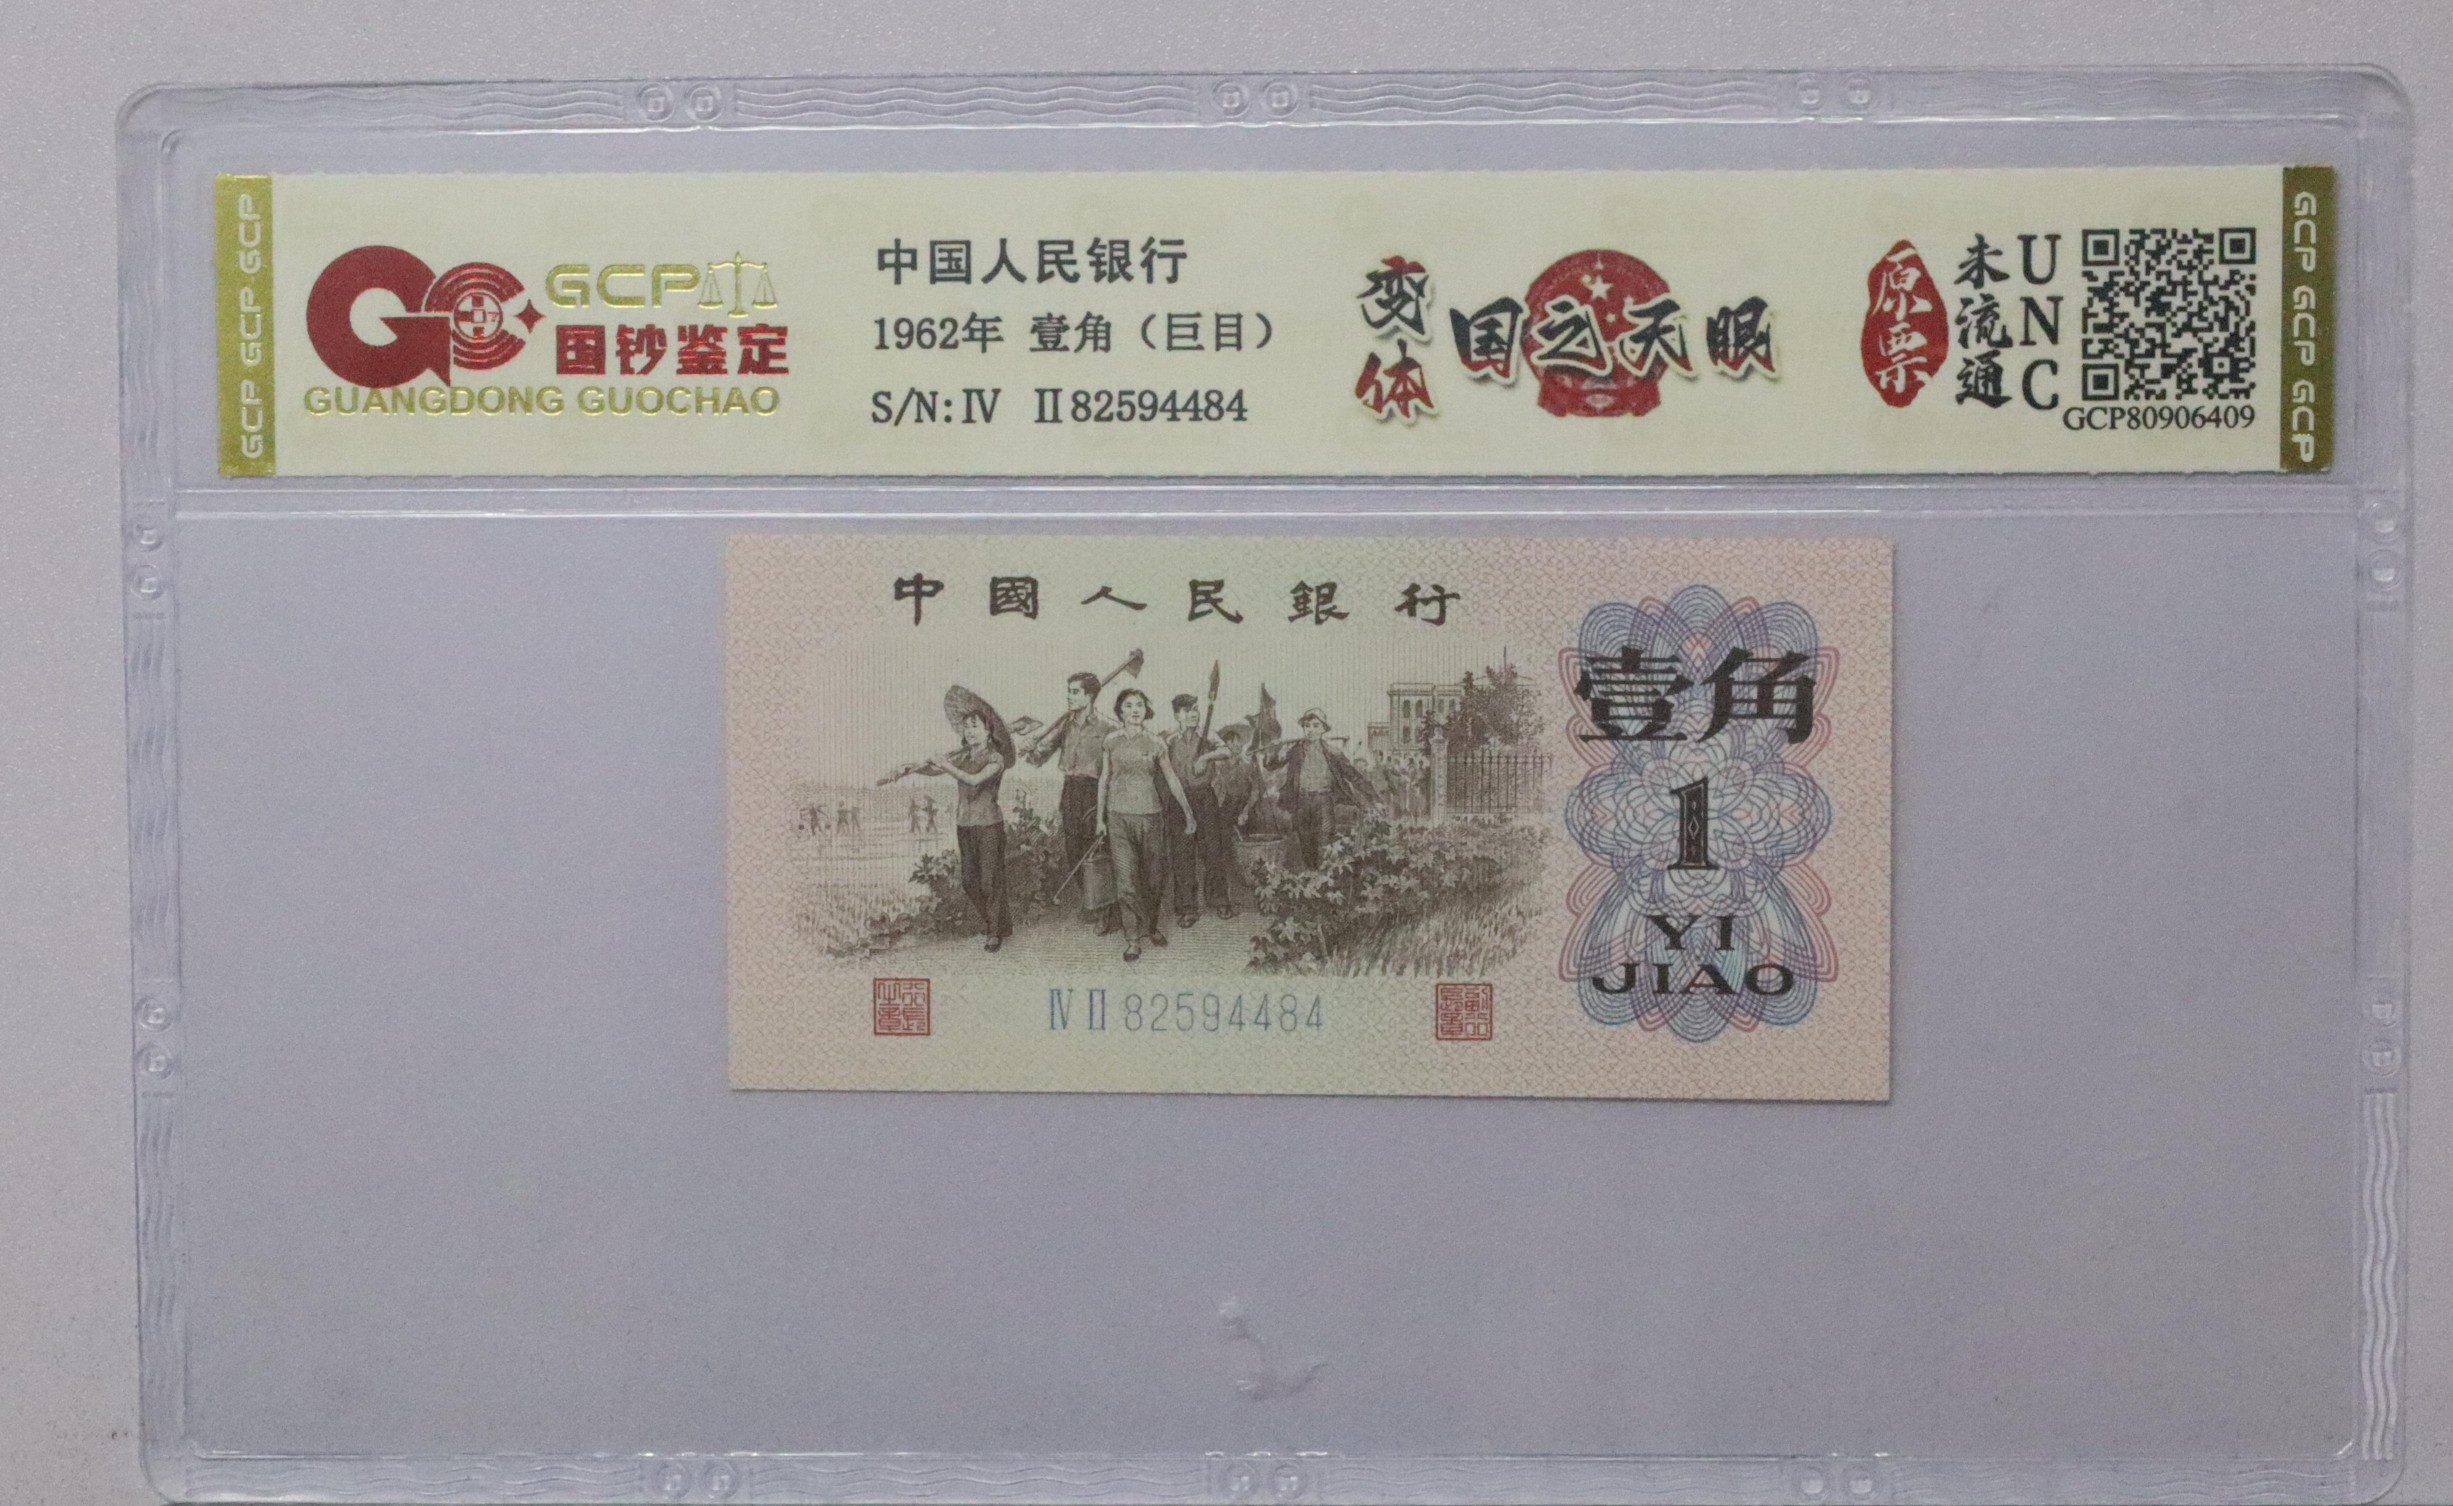 GCP GCP GCP
GCP
国钞鉴定
GUANGDONG GUOCHAO
中国人民银行
1962年 壹角（巨目）
S/N: Ⅳ Ⅱ 82594484
变体
国之天眼
原票
未流通
UNC
GCP80906409
GCP GCP GCP
中國人民銀行
壹角
1
YI
JIAO
Ⅳ Ⅱ 82594484